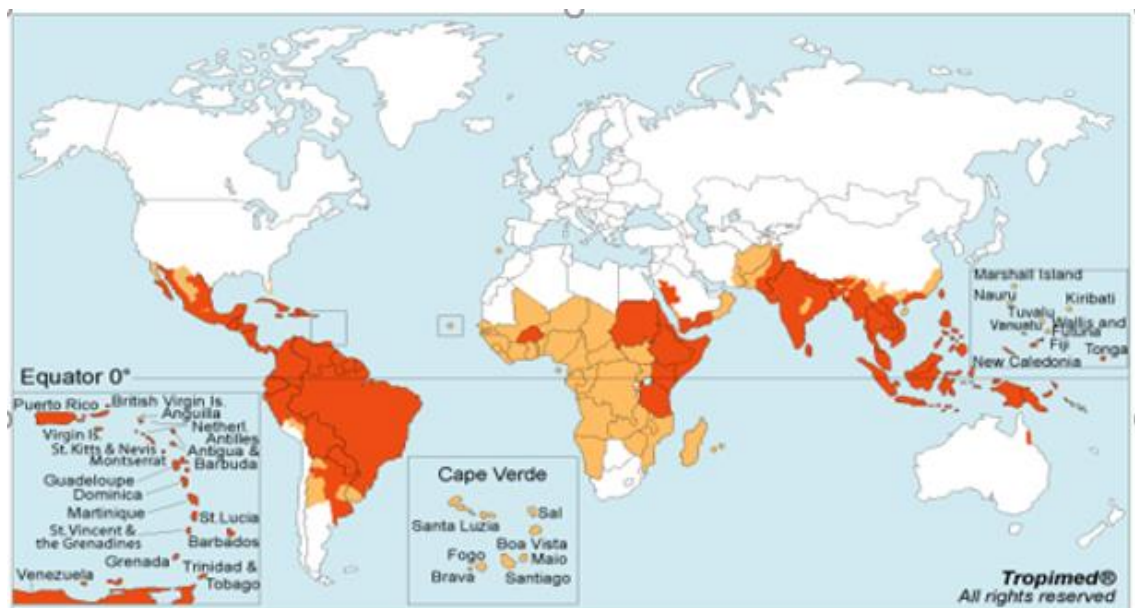 Marshall Island
Nauru
Kiribati
Tuvalu
Vanuatu
Wallis and
Futuna
Fiji
Tonga
New Caledonia
Equator 0°
Puerto Rico
British Virgin Is.
Anguilla
Netherl.
Antilles
Virgin Is.
St. Kitts & Nevis
Antigua &
Barbuda
Montserrat
Guadeloupe
Dominica
Martinique
St.Lucia
St.Vincent &
the Grenadines
Barbados
Grenada
Trinidad &
Tobago
Venezuela
Cape Verde
Santa Luzia
Sal
Boa Vista
Fogo
Maio
Brava
Santiago
Tropimed®
All rights reserved